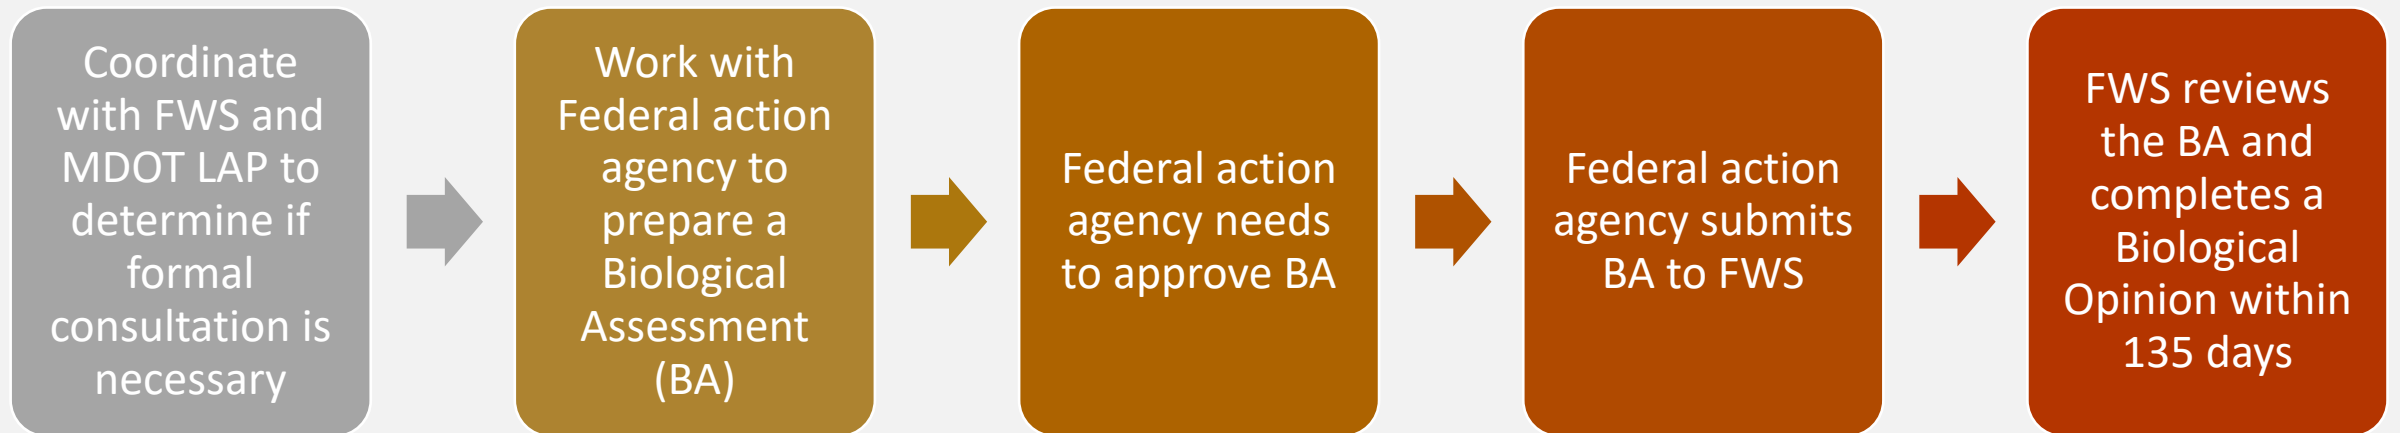 Coordinate
with FWS and
MDOT LAP to
determine if
formal
consultation is
necessary
Work with
Federal action
agency to
prepare a
Biological
Assessment
(BA)
Federal action
agency needs
to approve BA
Federal action
agency submits
BA to FWS
FWS reviews
the BA and
completes a
Biological
Opinion within
135 days